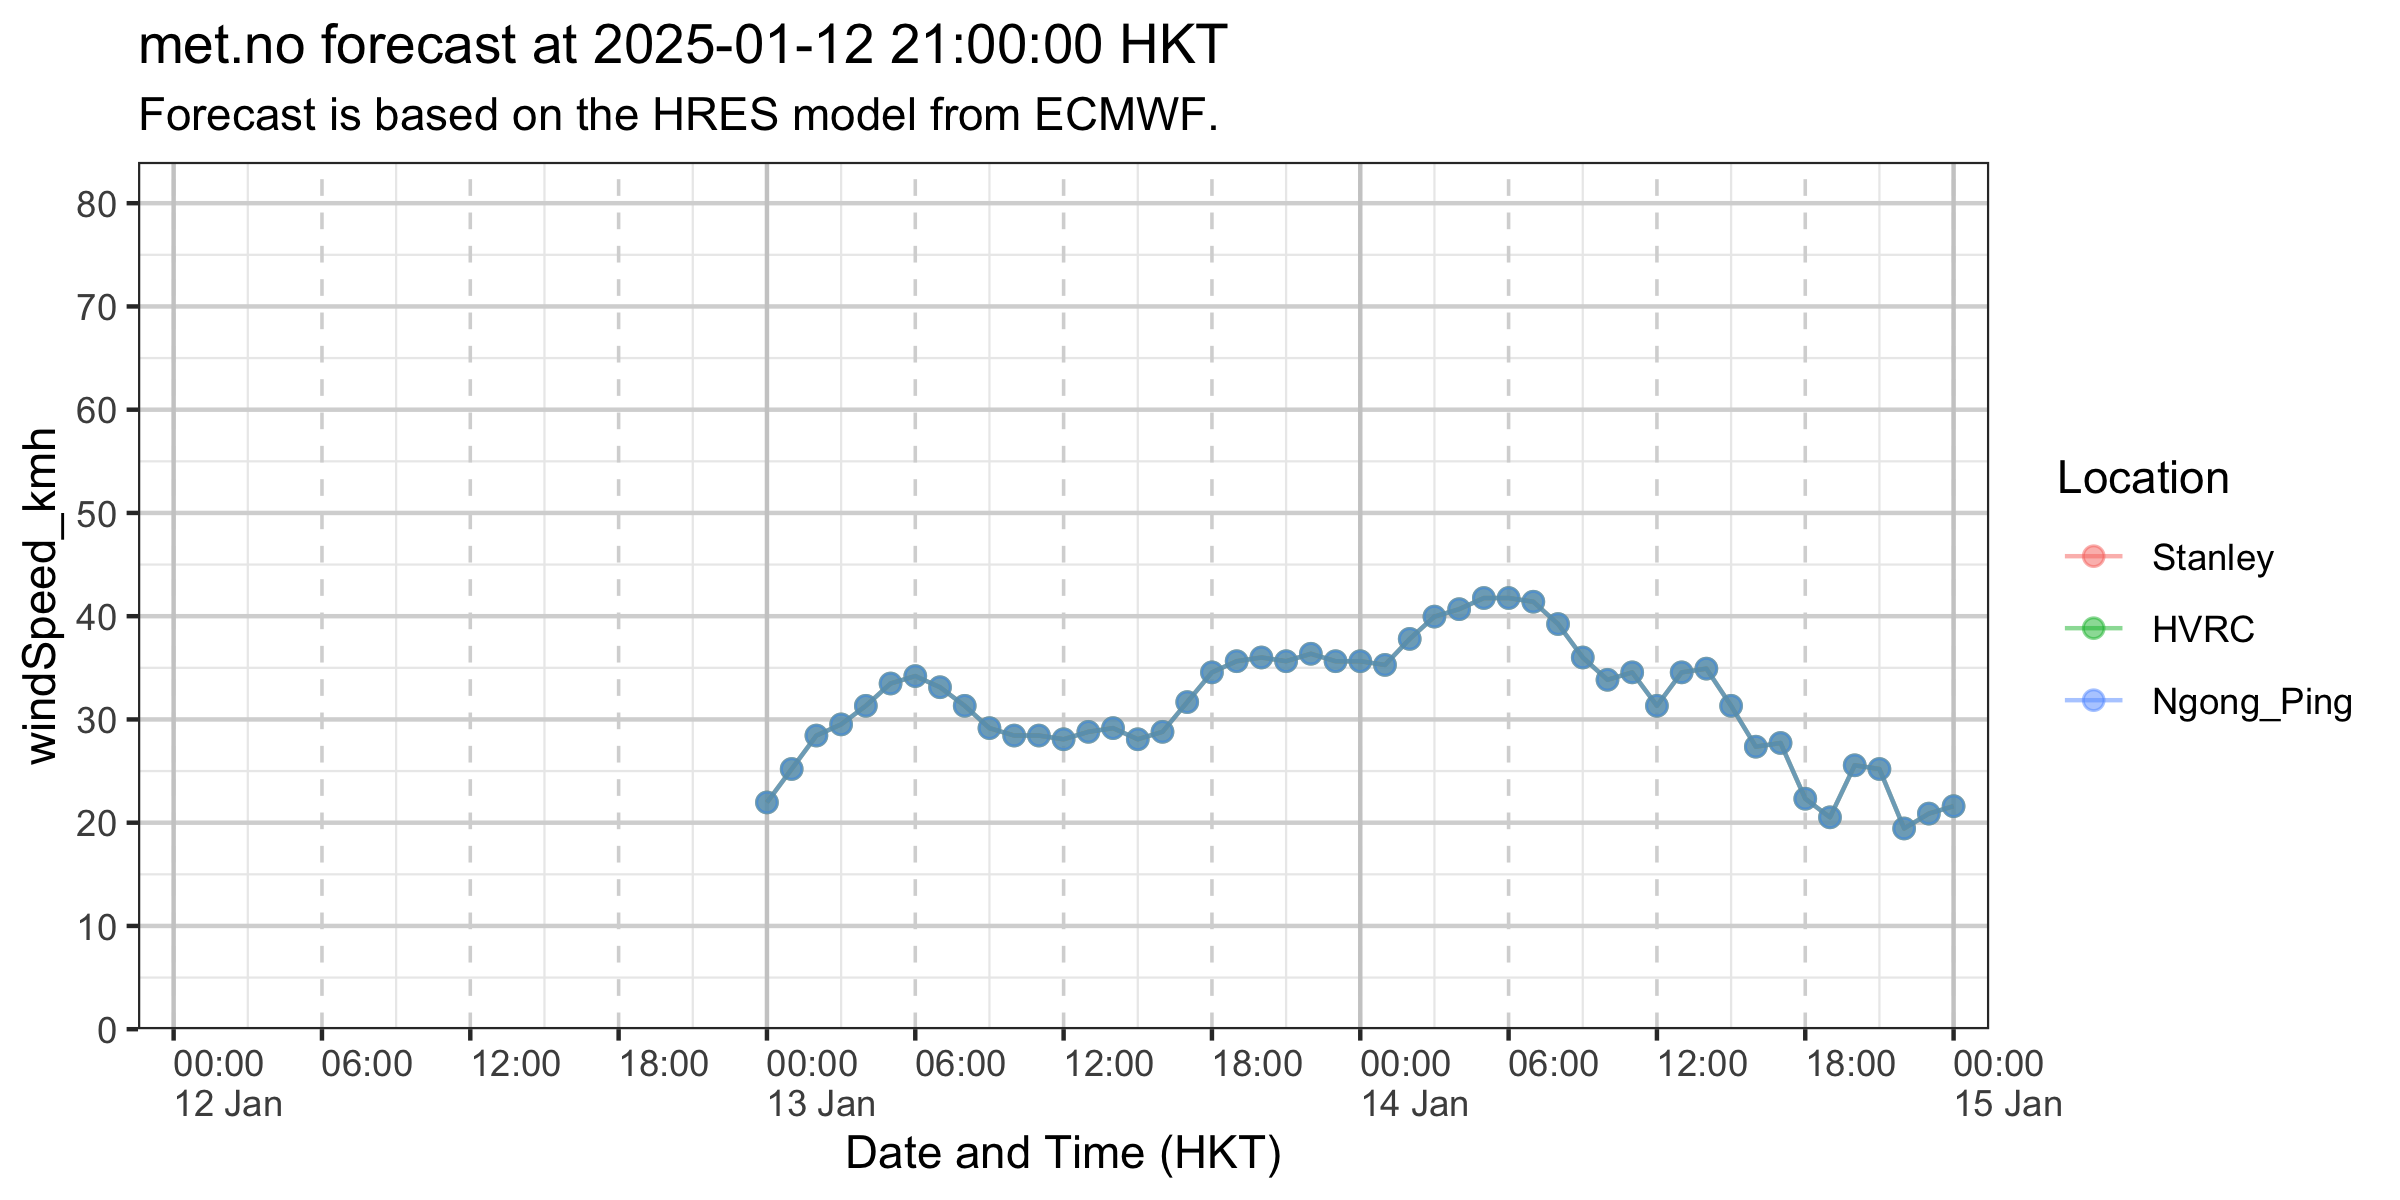 met.no forecast at 2025-01-12 21:00:00 HKT
Forecast is based on the HRES model from ECMWF.
windSpeed_kmh
80
70
60
50
40
30
20
10
0
00:00 06:00 12:00 18:00 00:00 06:00 12:00 18:00 00:00 06:00 12:00 18:00 00:00
12 Jan 13 Jan 14 Jan 15 Jan
Date and Time (HKT)
Location
Stanley
HVRC
Ngong_Ping